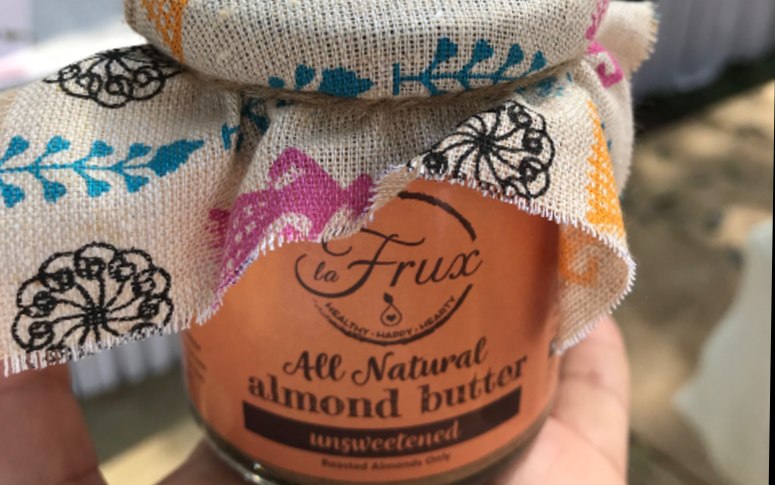 la Frux
HEALTHY • HAPPY • HEARTY
All Natural
almond butter
unsweetened
Roasted Almonds Only